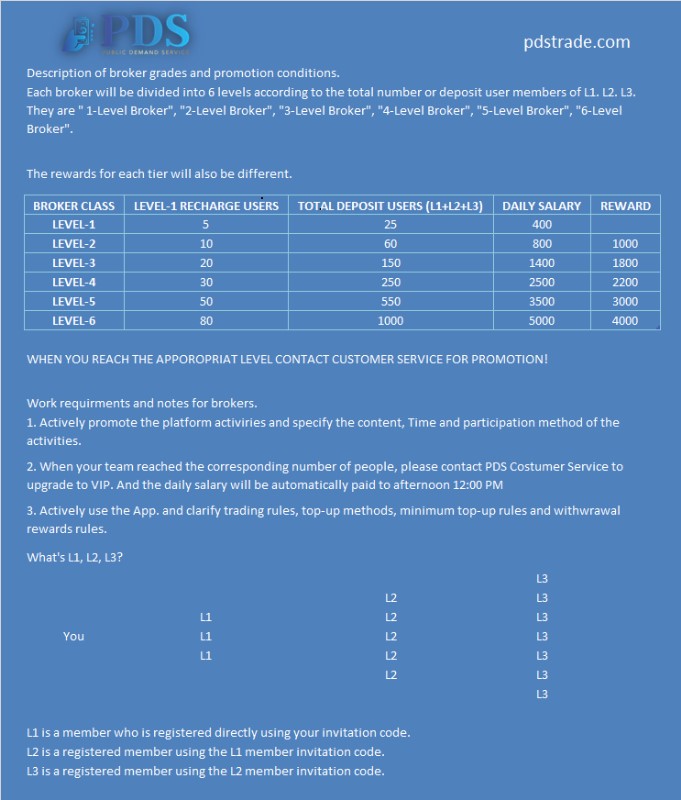 PDS
PUBLIC DEMAND SERVICE
pdstrade.com
Description of broker grades and promotion conditions.
Each broker will be divided into 6 levels according to the total number or deposit user members of L1. L2. L3.
They are " 1-Level Broker", "2-Level Broker", "3-Level Broker", "4-Level Broker", "5-Level Broker", "6-Level
Broker".
The rewards for each tier will also be different.
BROKER CLASS LEVEL-1 RECHARGE USERS TOTAL DEPOSIT USERS (L1+L2+L3) DAILY SALARY REWARD
LEVEL-1 5 25 400
LEVEL-2 10 60 800 1000
LEVEL-3 20 150 1400 1800
LEVEL-4 30 250 2500 2200
LEVEL-5 50 550 3500 3000
LEVEL-6 80 1000 5000 4000
WHEN YOU REACH THE APPOROPRIAT LEVEL CONTACT CUSTOMER SERVICE FOR PROMOTION!
Work requirments and notes for brokers.
1. Actively promote the platform activiries and specify the content, Time and participation method of the
activities.
2. When your team reached the corresponding number of people, please contact PDS Costumer Service to
upgrade to VIP. And the daily salary will be automatically paid to afternoon 12:00 PM
3. Actively use the App. and clarify trading rules, top-up methods, minimum top-up rules and withwrawal
rewards rules.
What's L1, L2, L3?
L3
L2 L3
L1 L2 L3
You L1 L2 L3
L1 L2 L3
L2 L3
L3
L1 is a member who is registered directly using your invitation code.
L2 is a registered member using the L1 member invitation code.
L3 is a registered member using the L2 member invitation code.